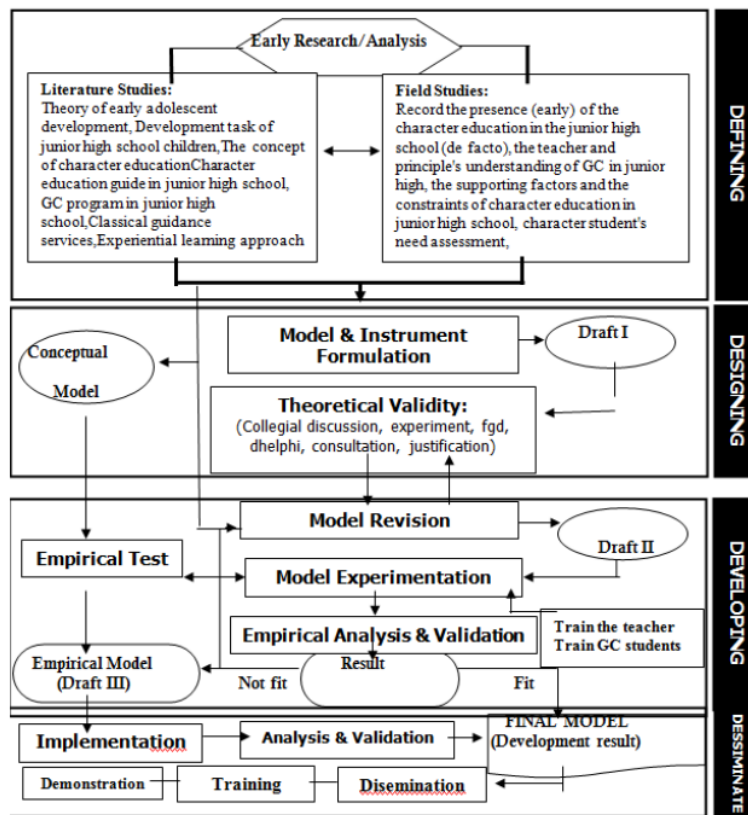 Early Research/Analysis
Literature Studies:
Theory of early adolescent
development, Development task of
junior high school children,The concept
of character educationCharacter
education guide in junior high school,
GC program in junior high
school,Classical guidance
services,Experiential learning approach
Field Studies:
Record the presence (early) of the
character education in the junior high
school (de facto), the teacher and
principle's understanding of GC in junior
high, the supporting factors and the
constraints of character education in
junior high school, character student's
need assessment,
DEFINING
Conceptual
Model
Model & Instrument
Formulation
Draft I
Theoretical Validity:
(Collegial discussion, experiment, fgd,
dhelphi, consultation, justification)
DESIGNING
Model Revision
Draft II
Empirical Test
Model Experimentation
Empirical Analysis & Validation
Train the teacher
Train GC students
Empirical Model
(Draft III)
Not fit
Result
Fit
DEVELOPING
Implementation
Analysis & Validation
FINAL MODEL
(Development result)
Demonstration
Training
Disemination
DESSIMINATE